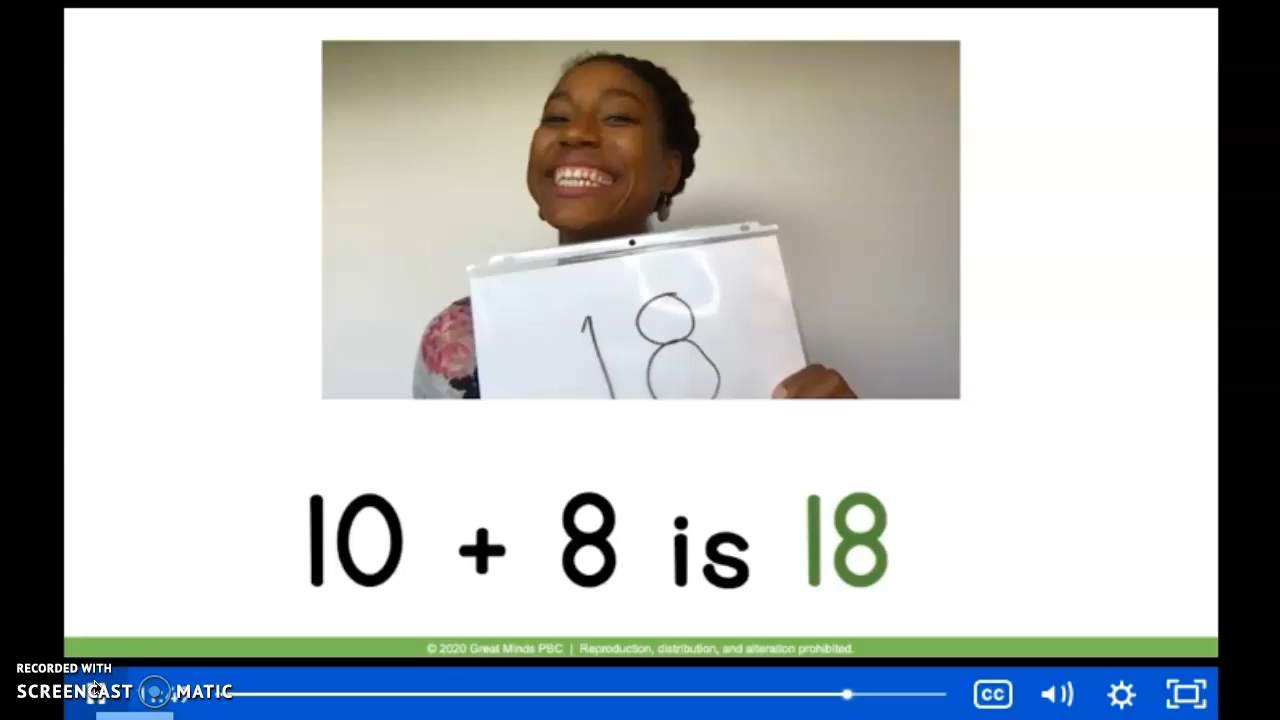 18
10 + 8 is 18
© 2020 Great Minds PBC | Reproduction, distribution, and alteration prohibited.
RECORDED WITH
SCREENCAST MATIC
CC